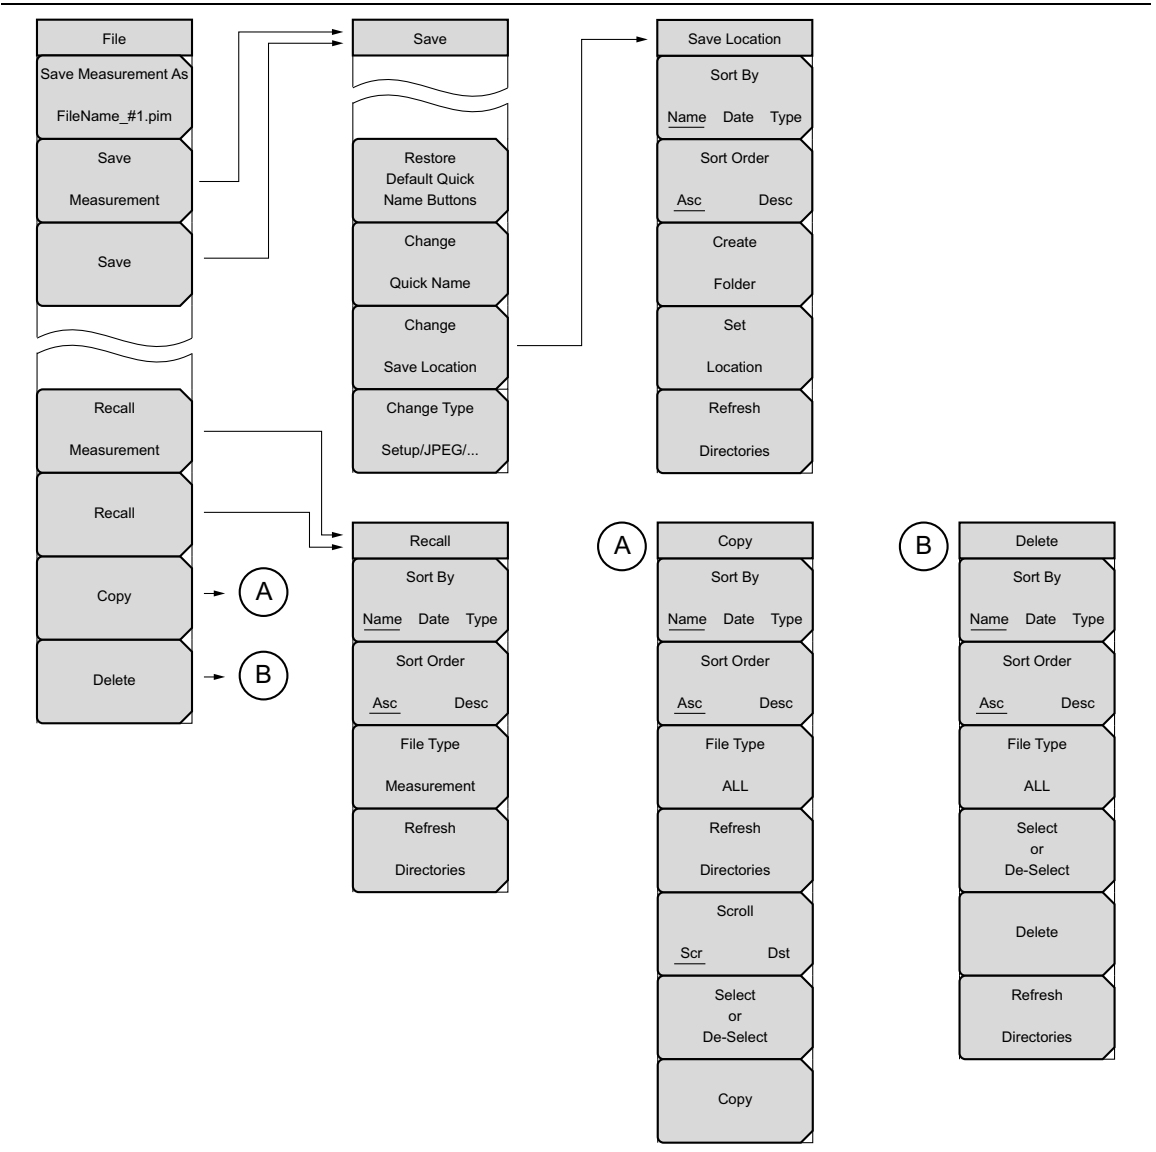 File
Save Measurement As
FileName_#1.pim
Save
Measurement
Save
Recall
Measurement
Recall
Copy
A
Delete
B
Save
Restore
Default Quick
Name Buttons
Change
Quick Name
Change
Save Location
Change Type
Setup/JPEG/...
Save Location
Sort By
Name Date Type
Sort Order
Asc Desc
Create
Folder
Set
Location
Refresh
Directories
Recall
Sort By
Name Date Type
Sort Order
Asc Desc
File Type
Measurement
Refresh
Directories
A
Copy
Sort By
Name Date Type
Sort Order
Asc Desc
File Type
ALL
Refresh
Directories
Scroll
Scr Dst
Select
or
De-Select
Copy
B
Delete
Sort By
Name Date Type
Sort Order
Asc Desc
File Type
ALL
Select
or
De-Select
Delete
Refresh
Directories